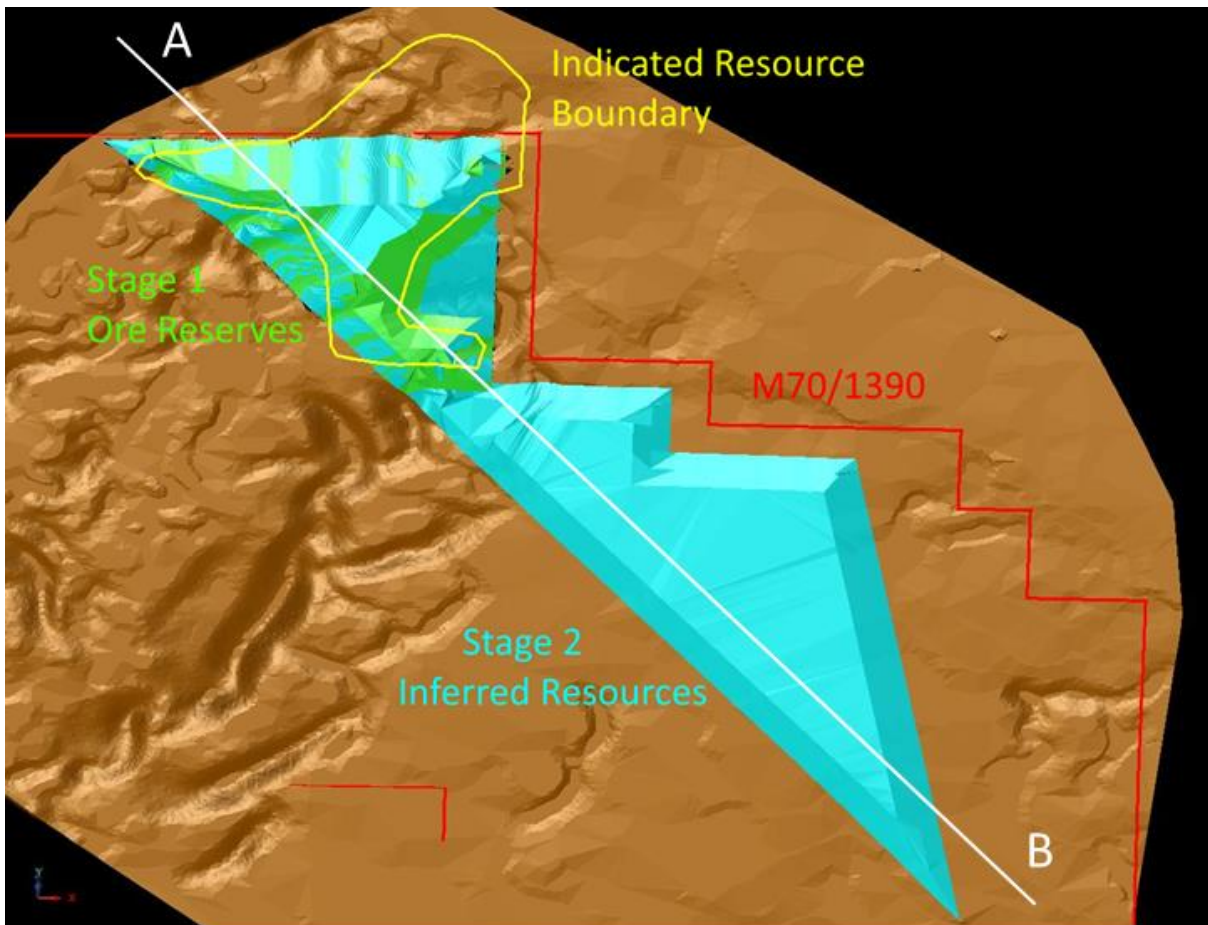 A
Indicated Resource
Boundary
Stage 1
Ore Reserves
M70/1390
Stage 2
Inferred Resources
B
Y
X